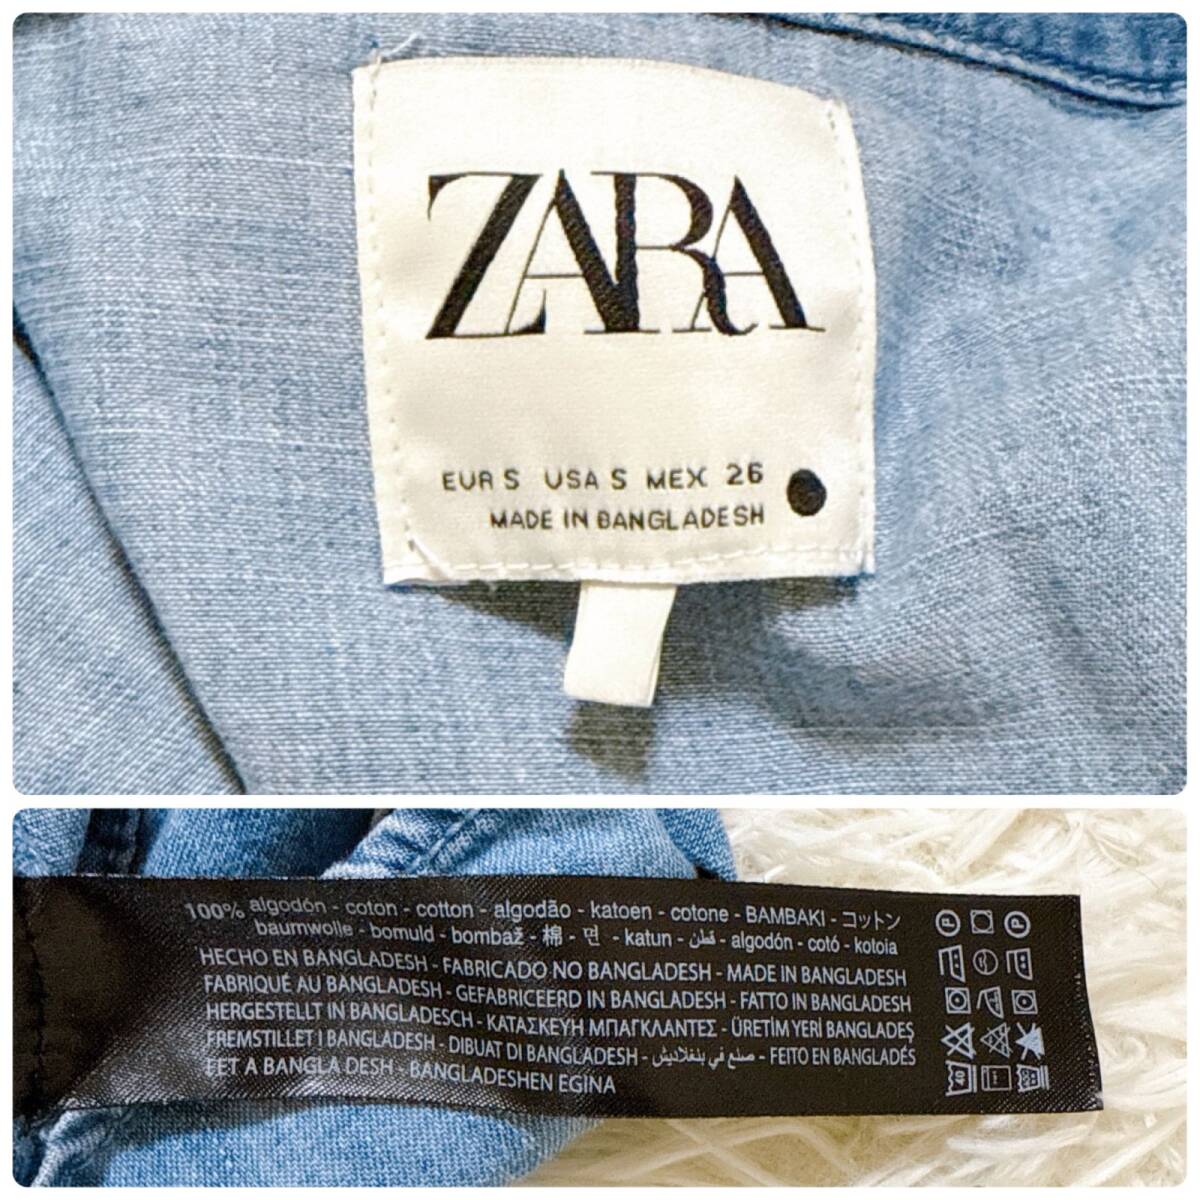 ZARA
EUR S USA S MEX 26
MADE IN BANGLADESH
100% algodón - coton - cotton - algodão - katoen - cotone - BAMBAKI - コットン
baumwolle - bomuld - bombaž - 棉 - 면 - katun - قطن - algodón - cotó - kotoia
HECHO EN BANGLADESH - FABRICADO NO BANGLADESH - MADE IN BANGLADESH
FABRIQUÉ AU BANGLADESH - GEFABRICEERD IN BANGLADESH - FATTO IN BANGLADESH
HERGESTELLT IN BANGLADESCH - ΚΑΤΑΣΚΕΥΗ ΜΠΑΓΚΛΑΝΤΕΣ - ÜRETİM YERİ BANGLADEŞ
FREMSTILLET I BANGLADESH - DIBUAT DI BANGLADESH - صنع في بنغلاديش - FEITO EN BANGLADÉS
FET A BANGLA DESH - BANGLADESHEN EGINA
P P
40